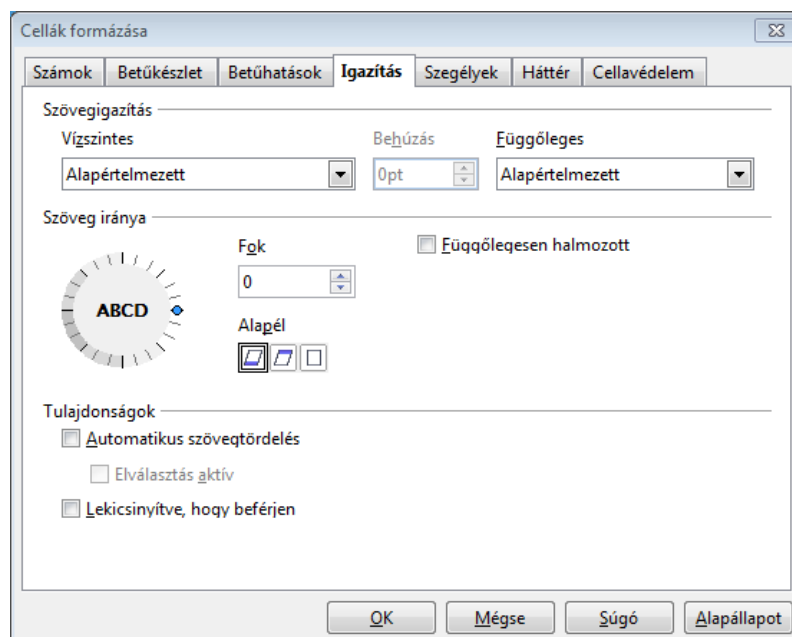 Cellák formázása
Számok Betűkészlet Betűhatások Igazítás Szegélyek Háttér Cellavédelem
Szövegigazítás
Vízszintes Behúzás Függőleges
Alapértelmezett 0pt Alapértelmezett
Szöveg iránya
Fok Függőlegesen halmozott
0
ABCD
Alapél
Tulajdonságok
Automatikus szövegtördelés
Elválasztás aktív
Lekicsinyítve, hogy beférjen
OK Mégse Súgó Alapállapot